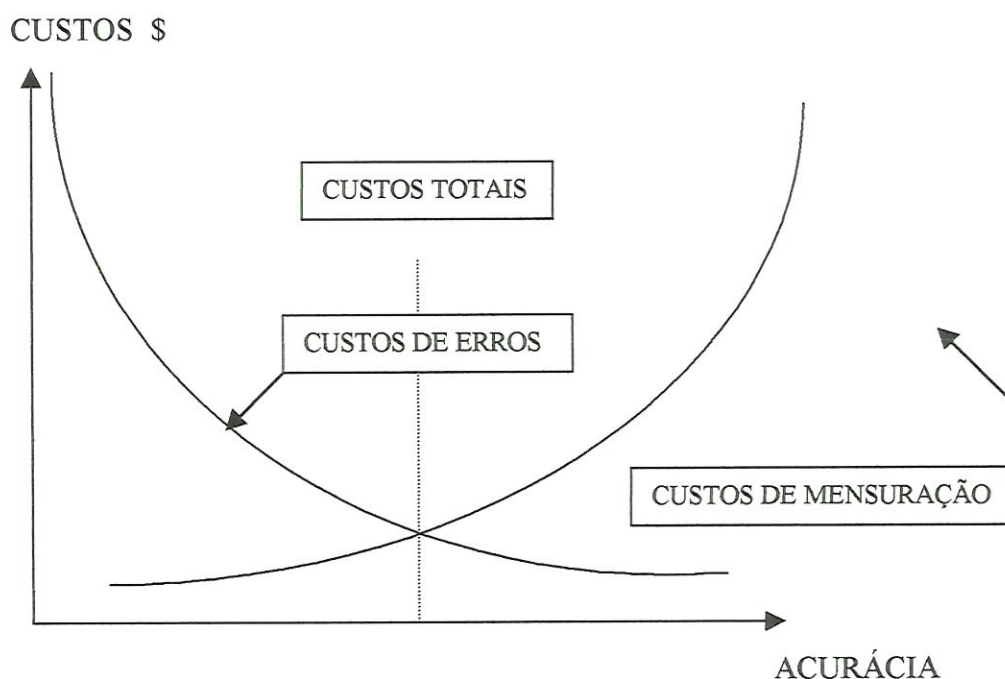 CUSTOS $
CUSTOS TOTAIS
CUSTOS DE ERROS
CUSTOS DE MENSURAÇÃO
ACURÁCIA